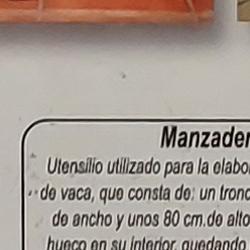 Manzader
Utensilio utilizado para la elabo
de vaca, que consta de: un tronc
de ancho y unos 80 cm.de alto
hueco en su interior, quedando